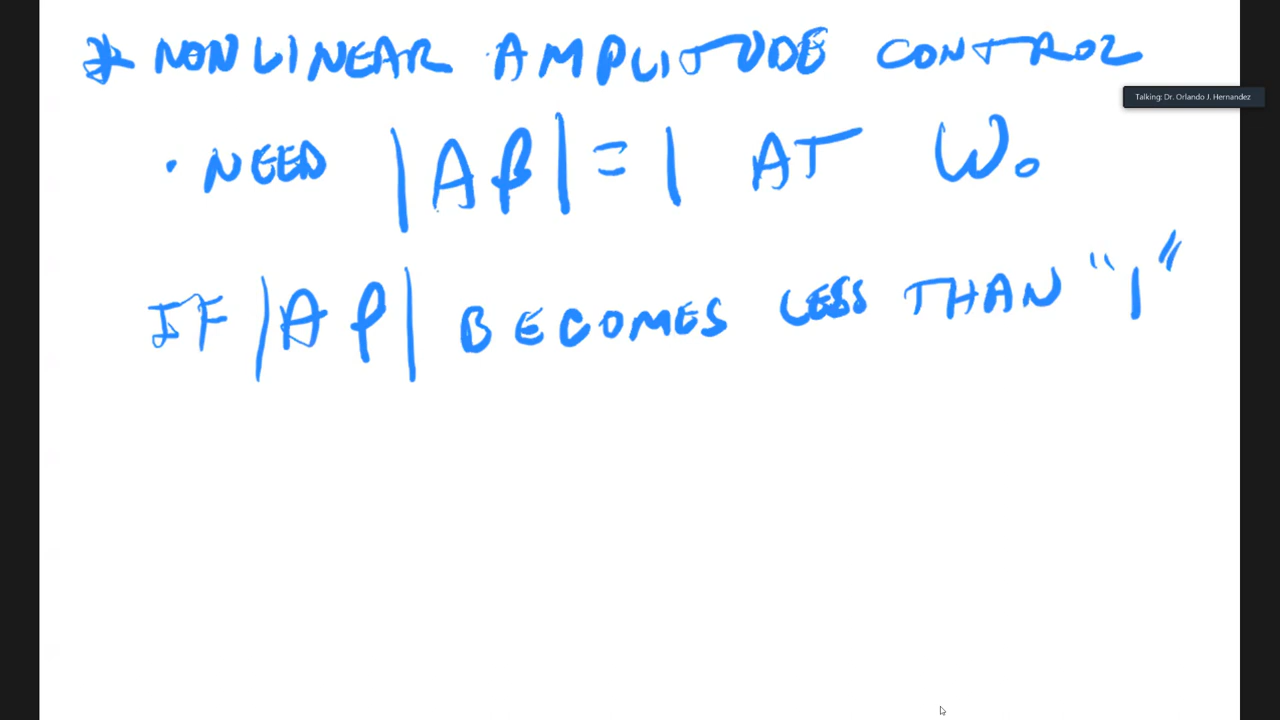 * NONLINEAR AMPLITUDE CONTROL
Talking: Dr. Orlando J. Hernandez
• NEED |Aβ| = 1 AT ω₀
IF |Aβ| BECOMES LESS THAN "1"